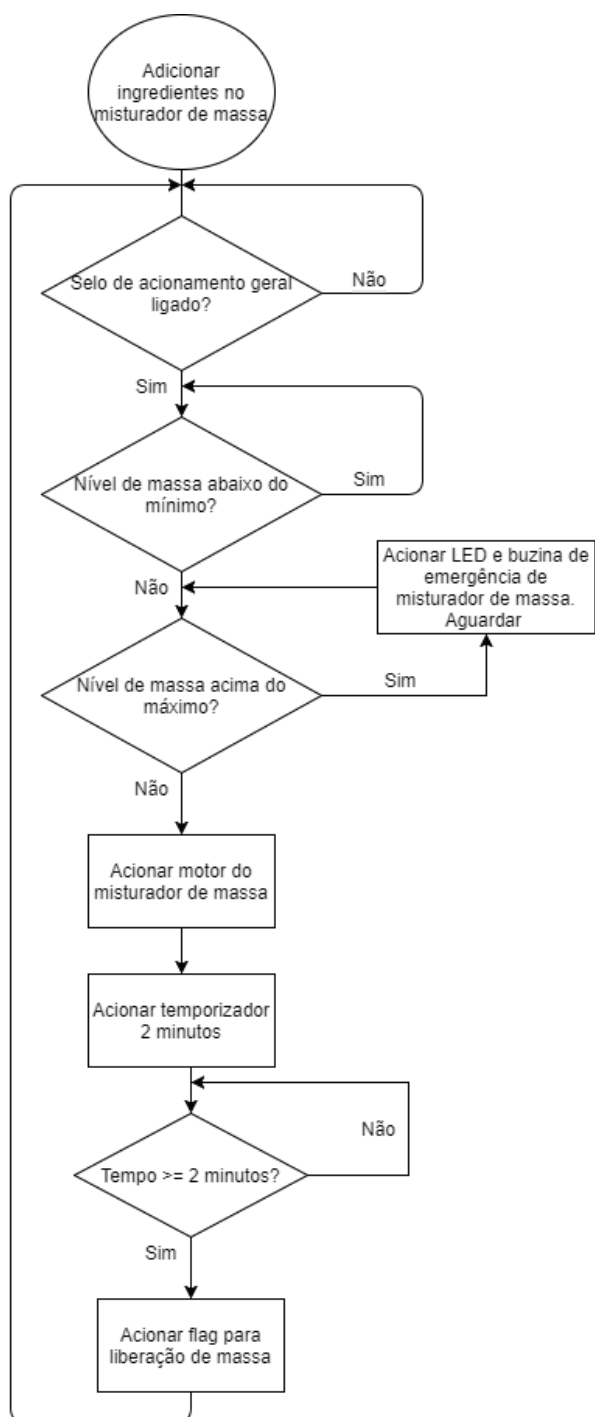 Adicionar
ingredientes no
misturador de massa
Selo de acionamento geral
ligado?
Não
Sim
Nível de massa abaixo do
mínimo?
Sim
Não
Acionar LED e buzina de
emergência de
misturador de massa.
Aguardar
Nível de massa acima do
máximo?
Sim
Não
Acionar motor do
misturador de massa
Acionar temporizador
2 minutos
Não
Tempo >= 2 minutos?
Sim
Acionar flag para
liberação de massa